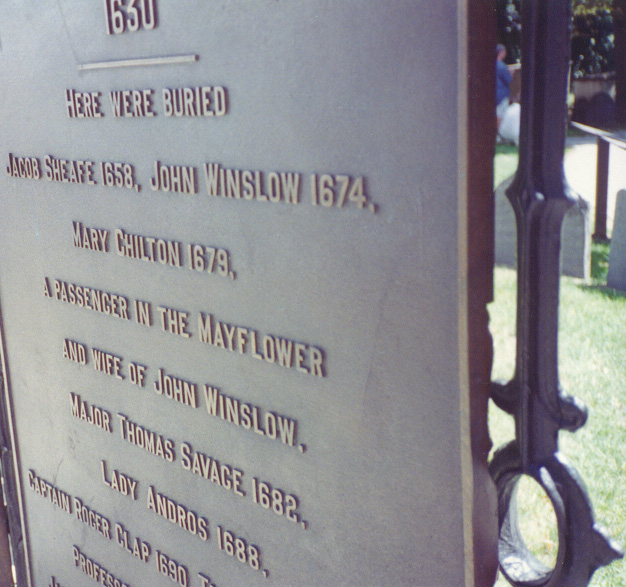 1630
HERE WERE BURIED
JACOB SHEAFE 1658, JOHN WINSLOW 1674,
MARY CHILTON 1679,
A PASSENGER IN THE MAYFLOWER
AND WIFE OF JOHN WINSLOW,
MAJOR THOMAS SAVAGE 1682,
LADY ANDROS 1688,
CAPTAIN ROGER CLAP 1690,